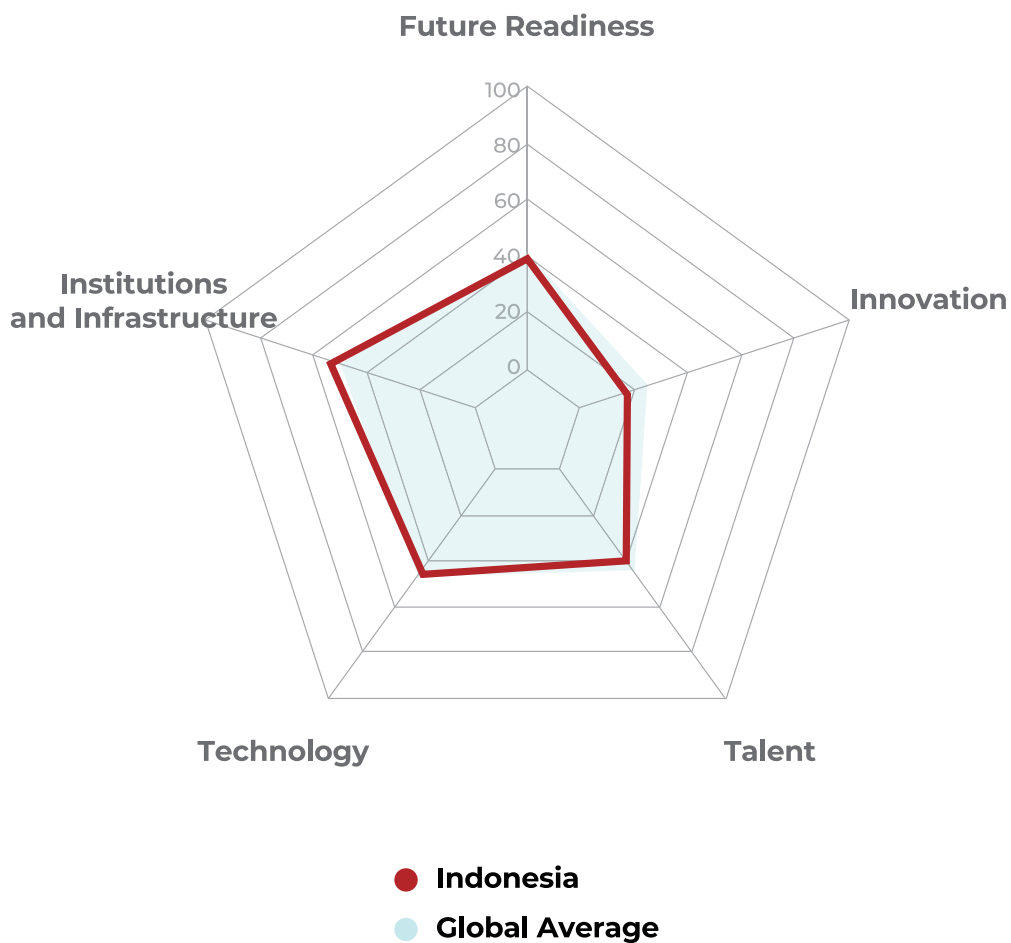 Future Readiness
100
80
60
40
20
0
Institutions
and Infrastructure
Innovation
Technology
Talent
Indonesia
Global Average